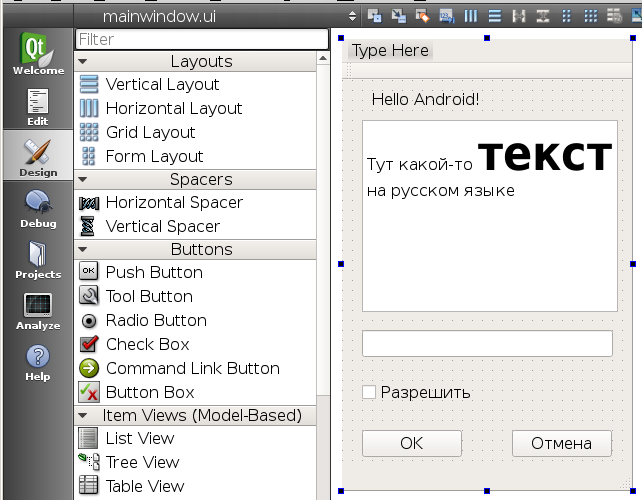 mainwindow.ui
Qt
Welcome
Edit
Design
Debug
Projects
Analyze
Help
Filter
Layouts
Vertical Layout
Horizontal Layout
Grid Layout
Form Layout
Spacers
Horizontal Spacer
Vertical Spacer
Buttons
OK
Push Button
Tool Button
Radio Button
Check Box
Command Link Button
Button Box
Item Views (Model-Based)
List View
Tree View
Table View
Type Here
Hello Android!
Тут какой-то текст
на русском языке
Разрешить
OK
Отмена